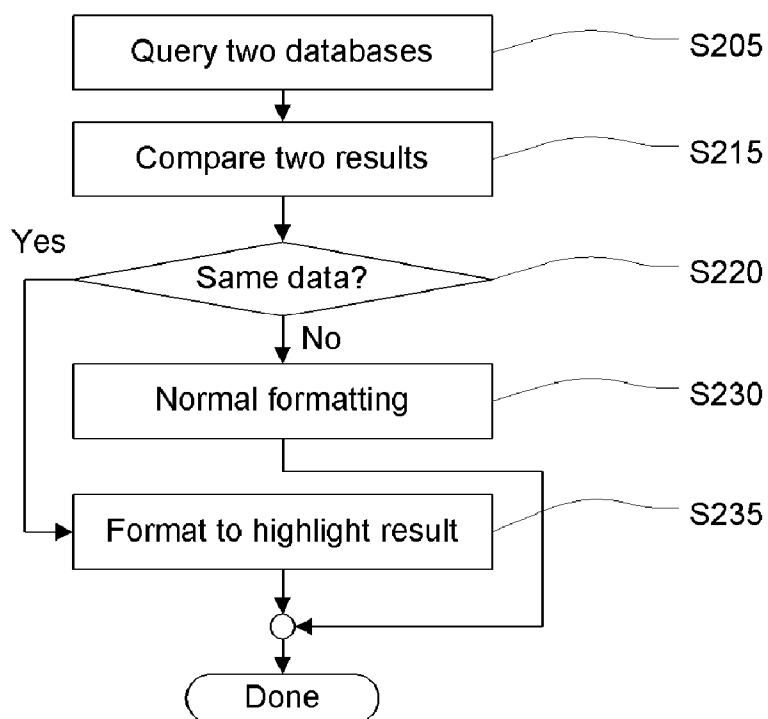 Query two databases
S205
Compare two results
S215
Yes
Same data?
S220
No
Normal formatting
S230
Format to highlight result
S235
Done